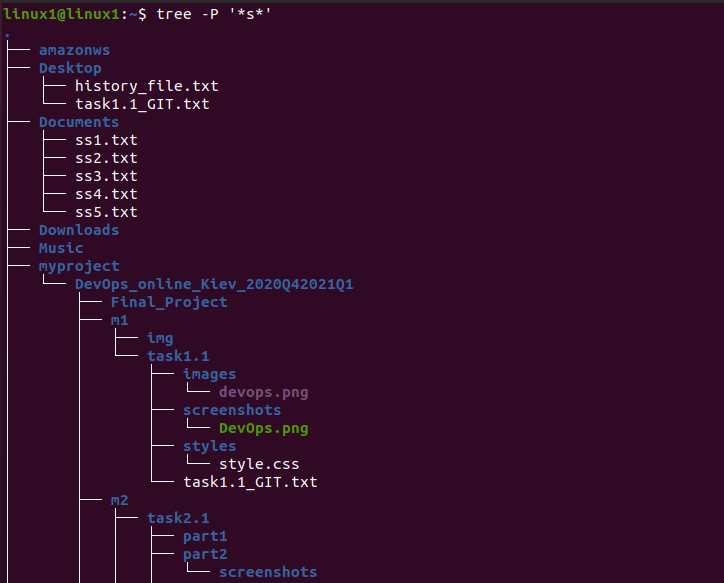 linux1@linux1:~$ tree -P '*s*'
.
├── amazonws
├── Desktop
│   ├── history_file.txt
│   └── task1.1_GIT.txt
├── Documents
│   ├── ss1.txt
│   ├── ss2.txt
│   ├── ss3.txt
│   ├── ss4.txt
│   └── ss5.txt
├── Downloads
├── Music
├── myproject
│   └── DevOps_online_Kiev_2020Q42021Q1
│       ├── Final_Project
│       ├── m1
│       │   ├── img
│       │   └── task1.1
│       │       ├── images
│       │       │   └── devops.png
│       │       ├── screenshots
│       │       │   └── DevOps.png
│       │       ├── styles
│       │       │   └── style.css
│       │       └── task1.1_GIT.txt
│       ├── m2
│       │   ├── task2.1
│       │   │   ├── part1
│       │   │   ├── part2
│       │   │   │   └── screenshots